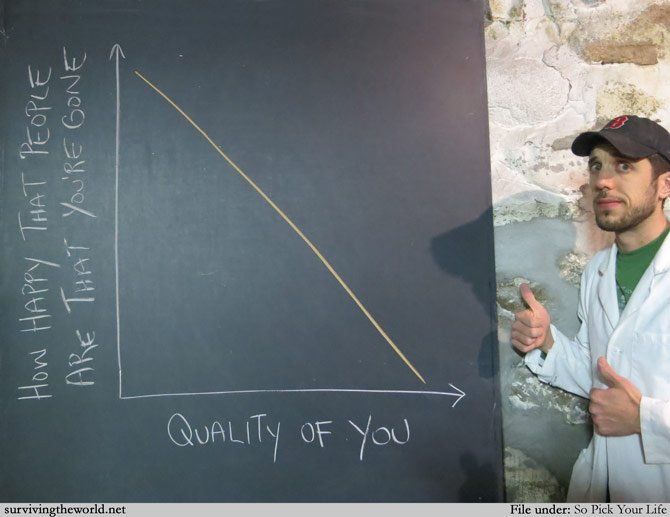 HOW HAPPY THAT PEOPLE
ARE THAT YOU'RE GONE
QUALITY OF YOU
B
survivingtheworld.net
File under: So Pick Your Life